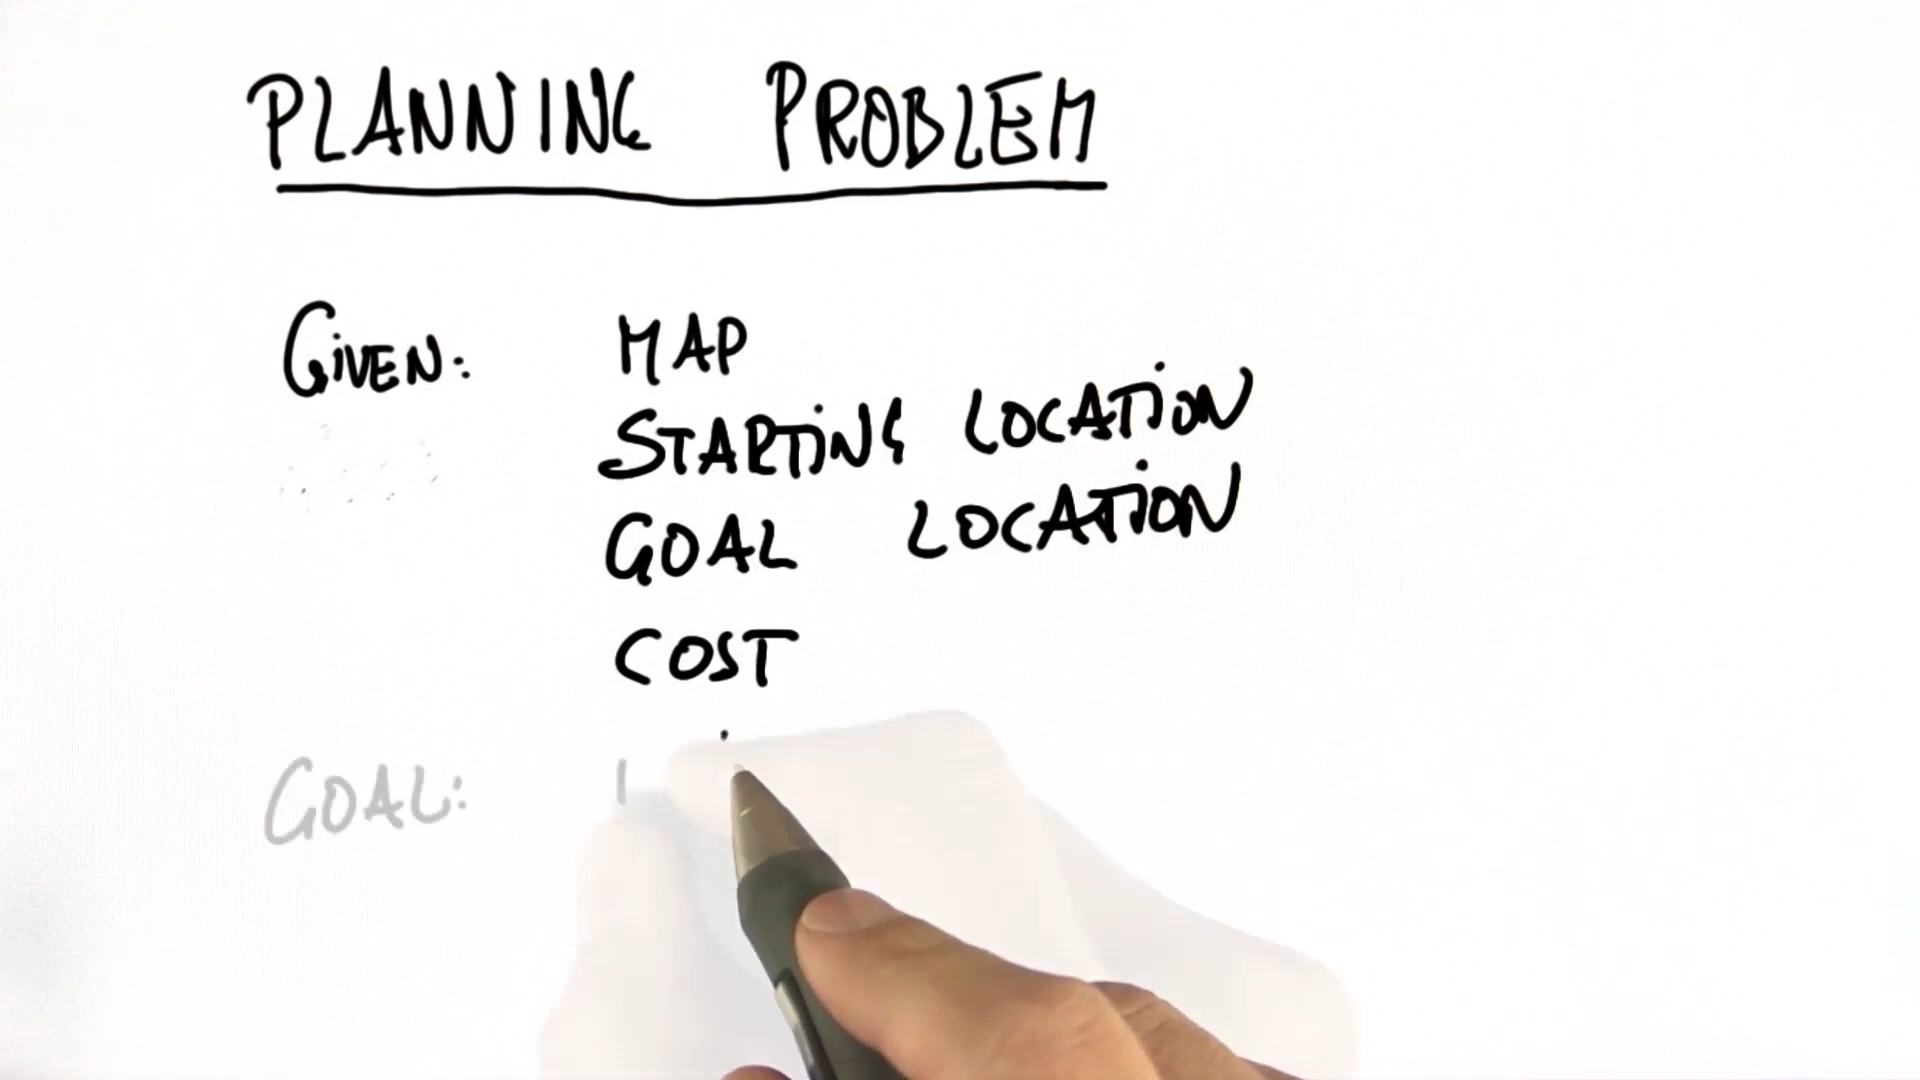 PLANNING PROBLEM
GiVEN: MAP
STARTiNG LOCATiON
GOAL LOCATiON
COST
GOAL: